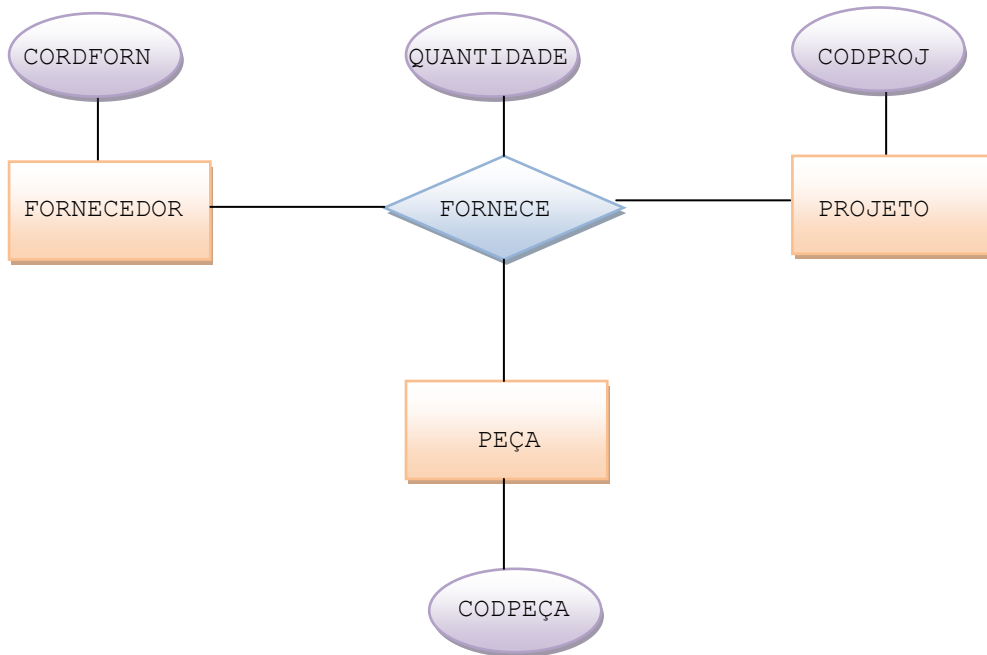 CORDFORN
QUANTIDADE
CODPROJ
FORNECEDOR
FORNECE
PROJETO
PEÇA
CODPEÇA